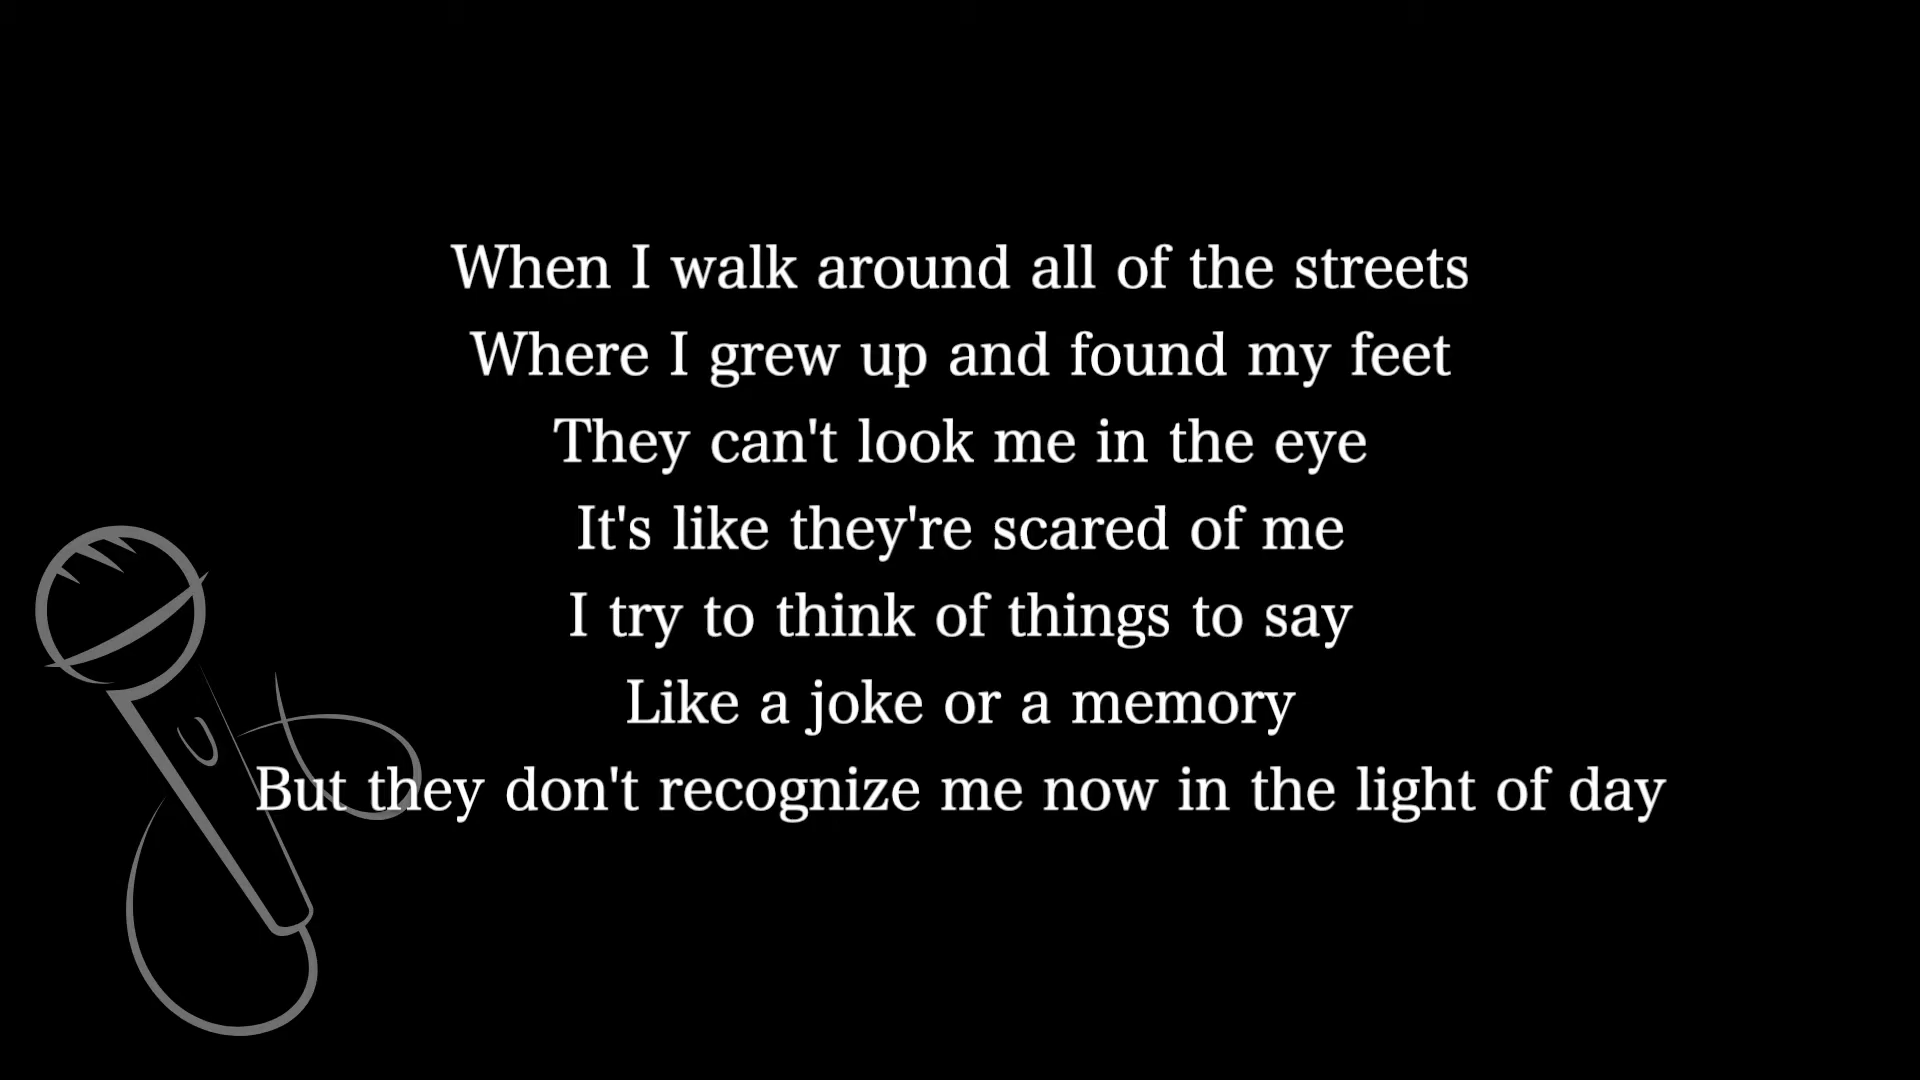 When I walk around all of the streets
Where I grew up and found my feet
They can't look me in the eye
It's like they're scared of me
I try to think of things to say
Like a joke or a memory
But they don't recognize me now in the light of day